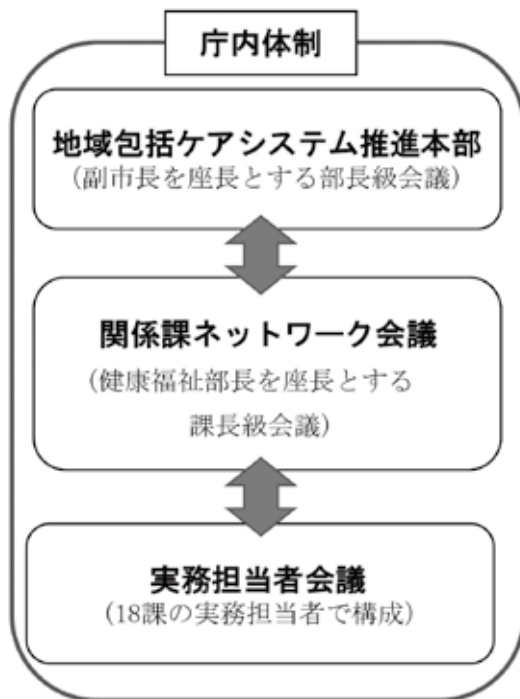 庁内体制
地域包括ケアシステム推進本部
(副市長を座長とする部長級会議)
関係課ネットワーク会議
(健康福祉部長を座長とする
課長級会議)
実務担当者会議
(18課の実務担当者で構成)